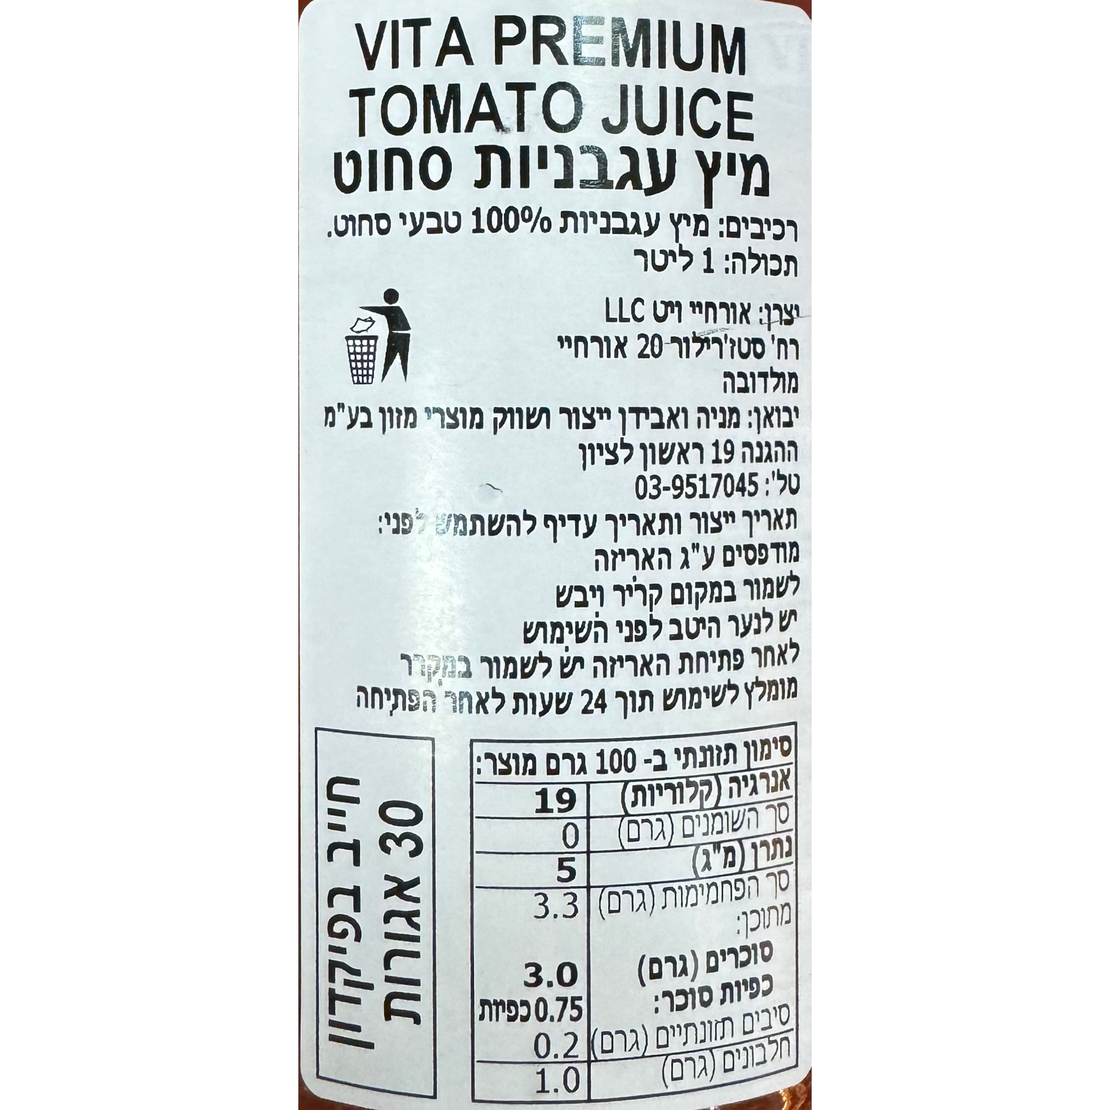 VITA PREMIUM
TOMATO JUICE
מיץ עגבניות סחוט
רכיבים: מיץ עגבניות 100% טבעי סחוט.
תכולה: 1 ליטר
יצרן: אורחיי ויט LLC
רח' סטז'רילור 20 אורחיי
מולדובה
יבואן: מניה ואבידן ייצור ושווק מוצרי מזון בע"מ
ההגנה 19 ראשון לציון
טל': 03-9517045
תאריך ייצור ותאריך עדיף להשתמש לפני:
מודפסים ע"ג האריזה
לשמור במקום קריר ויבש
יש לנער היטב לפני השימוש
לאחר פתיחת האריזה יש לשמור במקרר
מומלץ לשימוש תוך 24 שעות לאחר הפתיחה
סימון תזונתי ב- 100 גרם מוצר:
אנרגיה (קלוריות) 19
סך השומנים (גרם) 0
נתרן (מ"ג) 5
סך הפחמימות (גרם) 3.3
מתוכן:
סוכרים (גרם) 3.0
כפיות סוכר: 0.75 כפיות
סיבים תזונתיים (גרם) 0.2
חלבונים (גרם) 1.0
חייב בפיקדון
30 אגורות